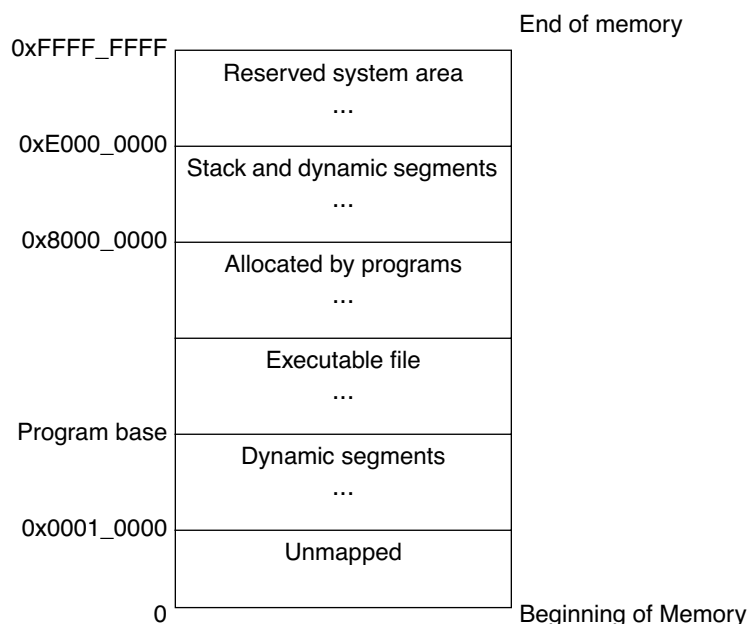 End of memory
0xFFFF_FFFF
Reserved system area
...
0xE000_0000
Stack and dynamic segments
...
0x8000_0000
Allocated by programs
...
Executable file
...
Program base
Dynamic segments
...
0x0001_0000
Unmapped
0
Beginning of Memory